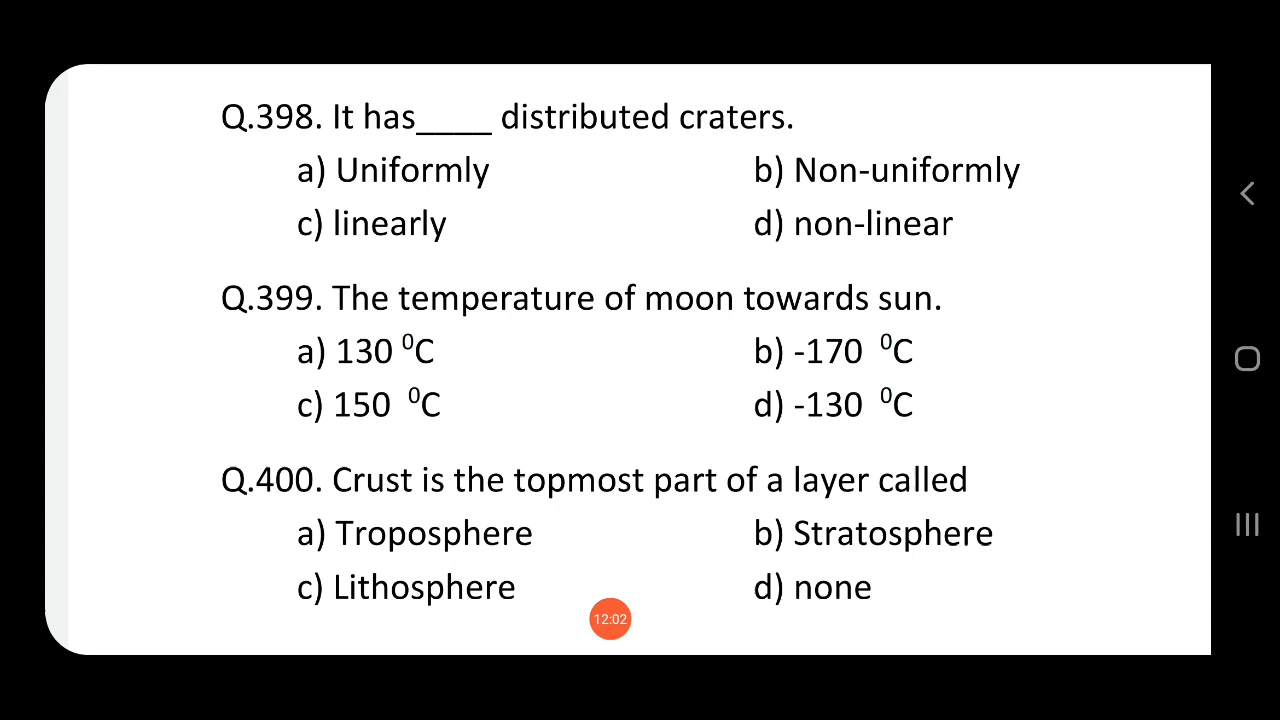 Q.398. It has____ distributed craters.
a) Uniformly b) Non-uniformly
c) linearly d) non-linear
Q.399. The temperature of moon towards sun.
a) 130 ⁰C b) -170 ⁰C
c) 150 ⁰C d) -130 ⁰C
Q.400. Crust is the topmost part of a layer called
a) Troposphere b) Stratosphere
c) Lithosphere d) none
12:02